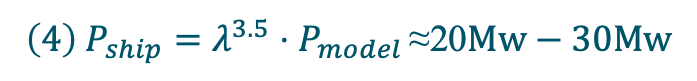 (4) P_ship = λ^3.5 · P_model ≈20Mw − 30Mw